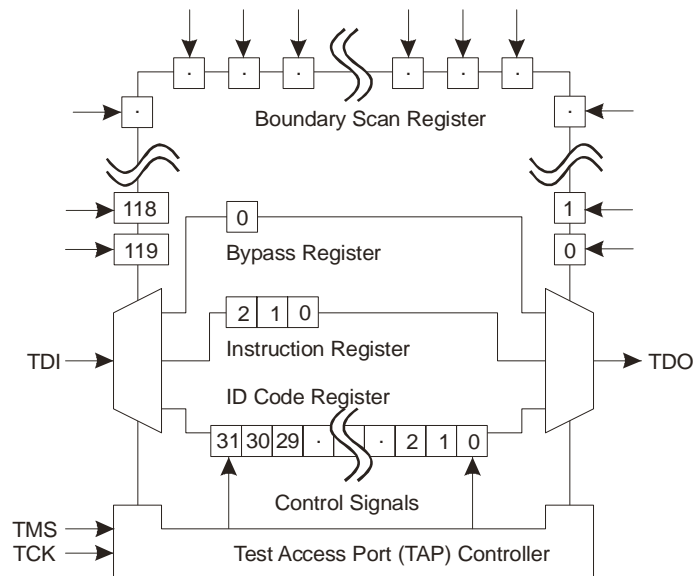 · · · · · ·
· ·
Boundary Scan Register
118 1
119 0
0
Bypass Register
2 1 0
TDI Instruction Register TDO
ID Code Register
31 30 29 · · · 2 1 0
Control Signals
TMS
TCK Test Access Port (TAP) Controller